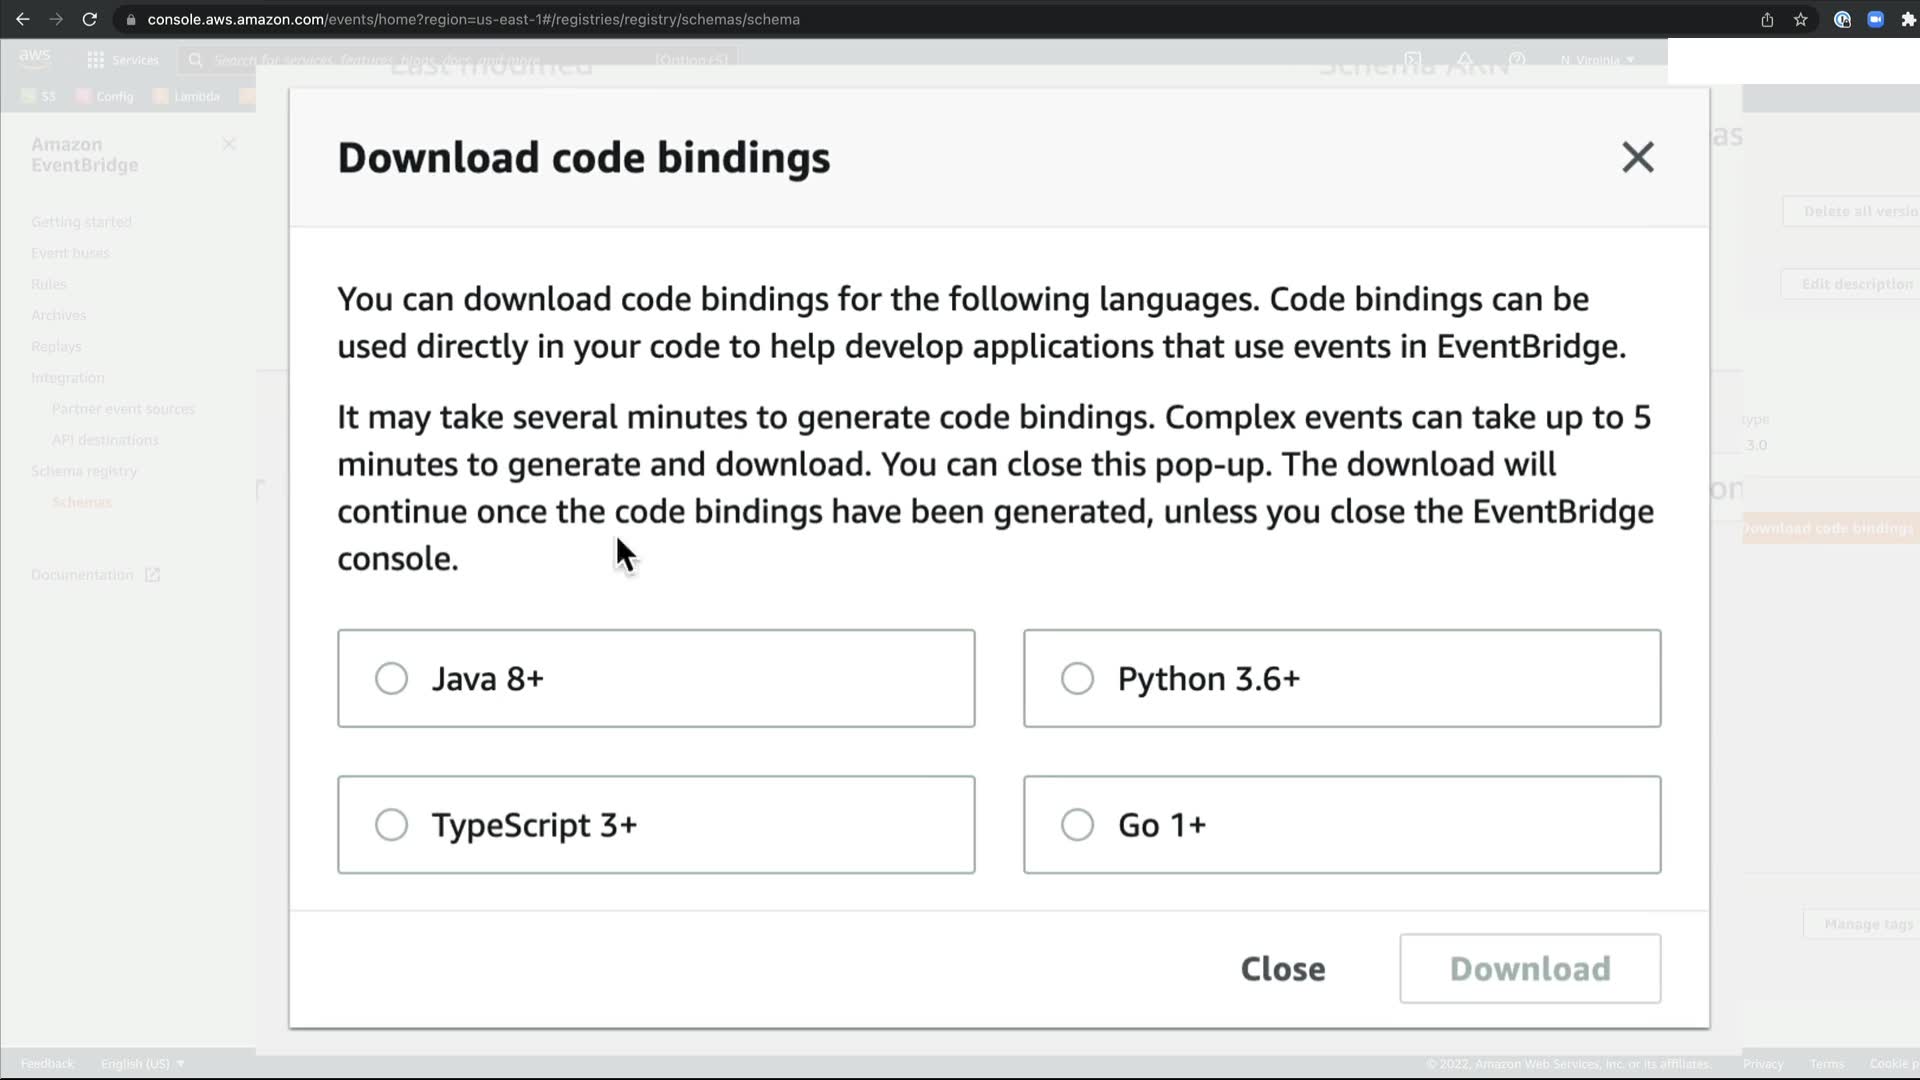 console.aws.amazon.com/events/home?region=us-east-1#/registries/registry/schemas/schema
aws
Services
Search for services, features, blogs, docs, and more
[Option+S]
N. Virginia
Last modified
Schema ARN
S3
Config
Lambda
Amazon
EventBridge
Getting started
Event buses
Rules
Archives
Replays
Integration
Partner event sources
API destinations
Schema registry
Schemas
Documentation
Download code bindings
You can download code bindings for the following languages. Code bindings can be
used directly in your code to help develop applications that use events in EventBridge.
It may take several minutes to generate code bindings. Complex events can take up to 5
minutes to generate and download. You can close this pop-up. The download will
continue once the code bindings have been generated, unless you close the EventBridge
console.
Java 8+
Python 3.6+
TypeScript 3+
Go 1+
Close
Download
Delete all versio
Edit description
type
3.0
Download code bindings
Manage tags
Feedback
English (US)
© 2022, Amazon Web Services, Inc. or its affiliates.
Privacy
Terms
Cookie p